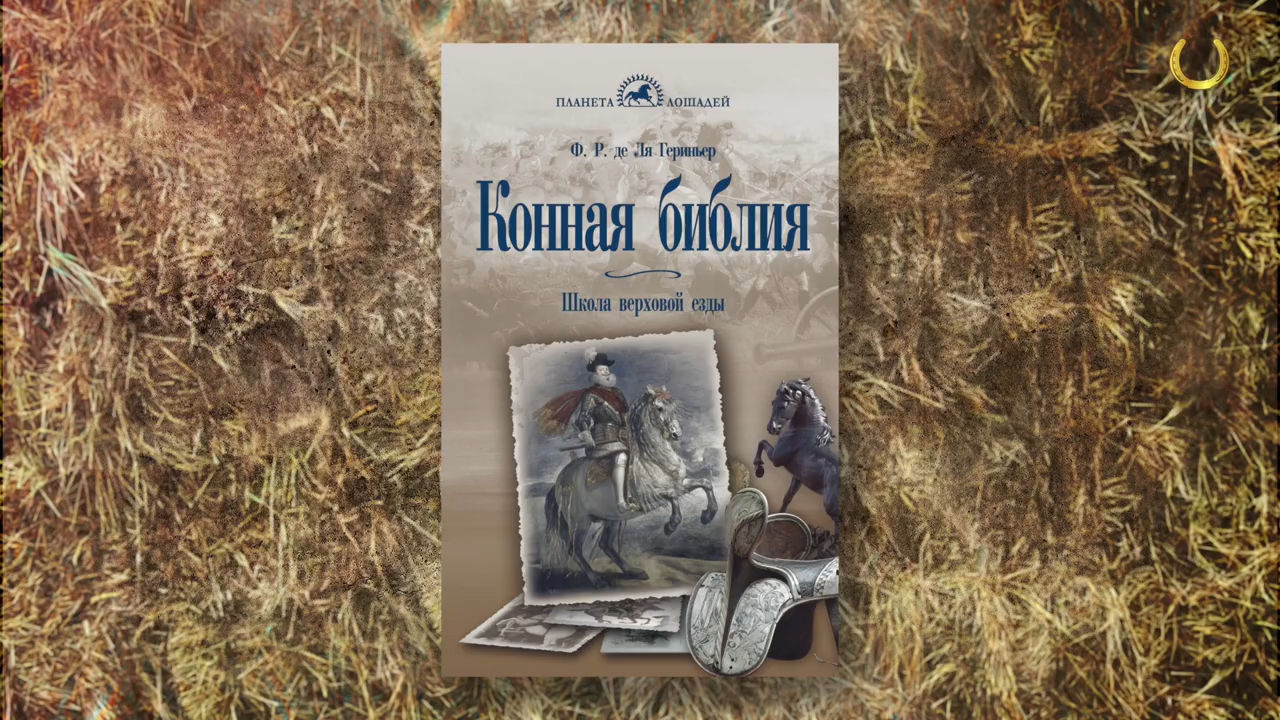 ПЛАНЕТА ЛОШАДЕЙ
Ф. Р. де Ля Гериньер
Конная библия
Школа верховой езды